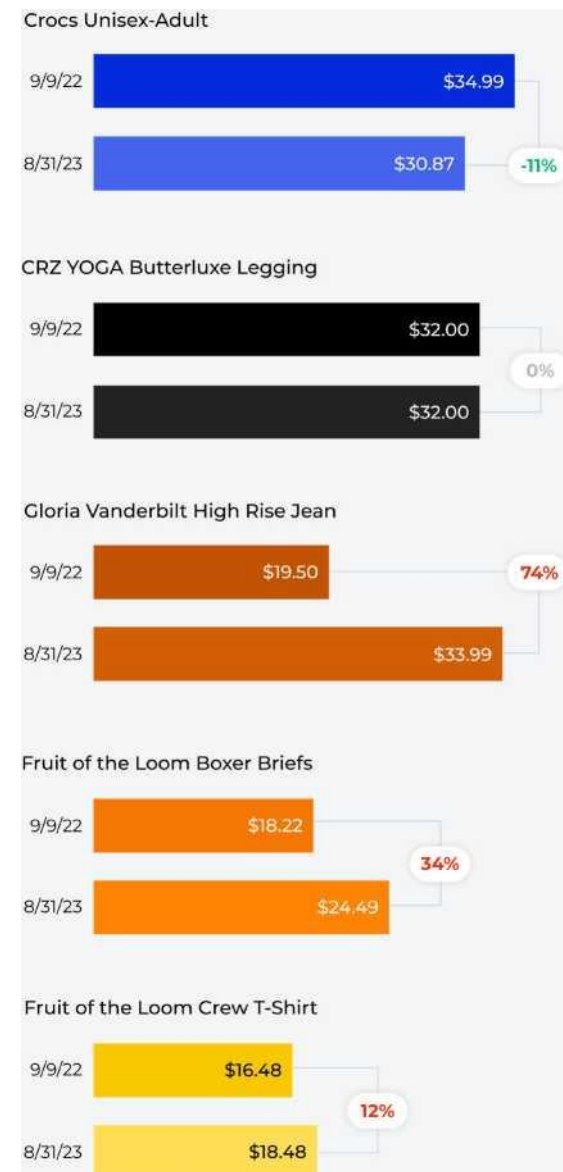 Crocs Unisex-Adult
9/9/22 $34.99
8/31/23 $30.87 -11%
CRZ YOGA Butterluxe Legging
9/9/22 $32.00
0%
8/31/23 $32.00
Gloria Vanderbilt High Rise Jean
9/9/22 $19.50 74%
8/31/23 $33.99
Fruit of the Loom Boxer Briefs
9/9/22 $18.22
34%
8/31/23 $24.49
Fruit of the Loom Crew T-Shirt
9/9/22 $16.48
12%
8/31/23 $18.48